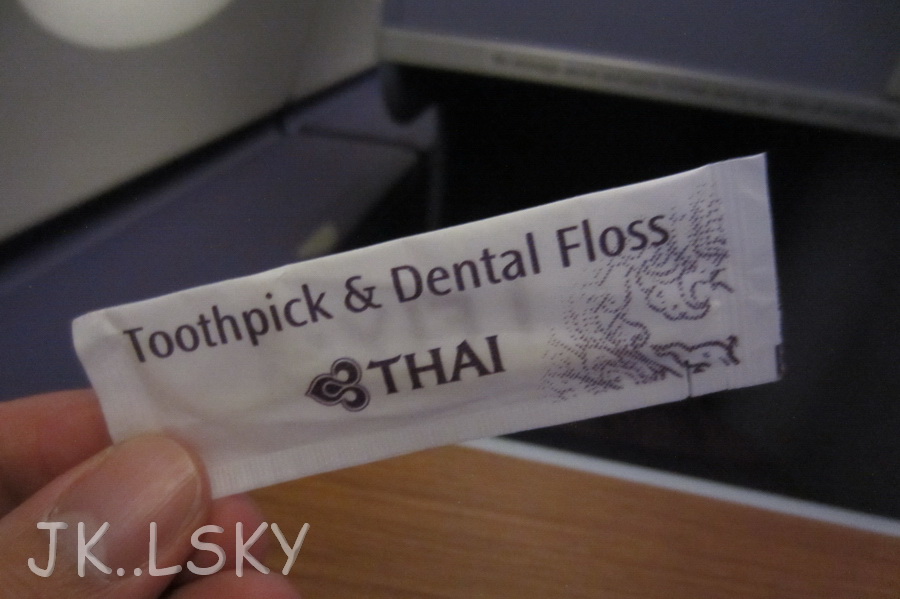 Toothpick & Dental Floss
THAI
JK..LSKY